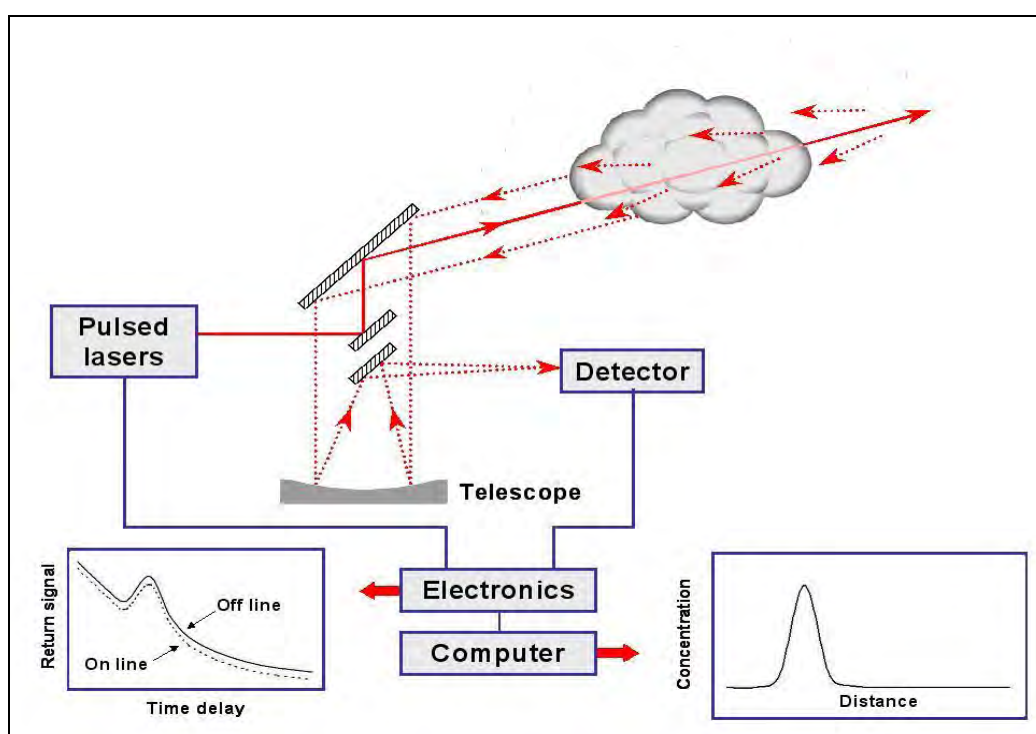 Pulsed
lasers
Detector
Telescope
Electronics
Computer
Return signal
Off line
On line
Time delay
Concentration
Distance